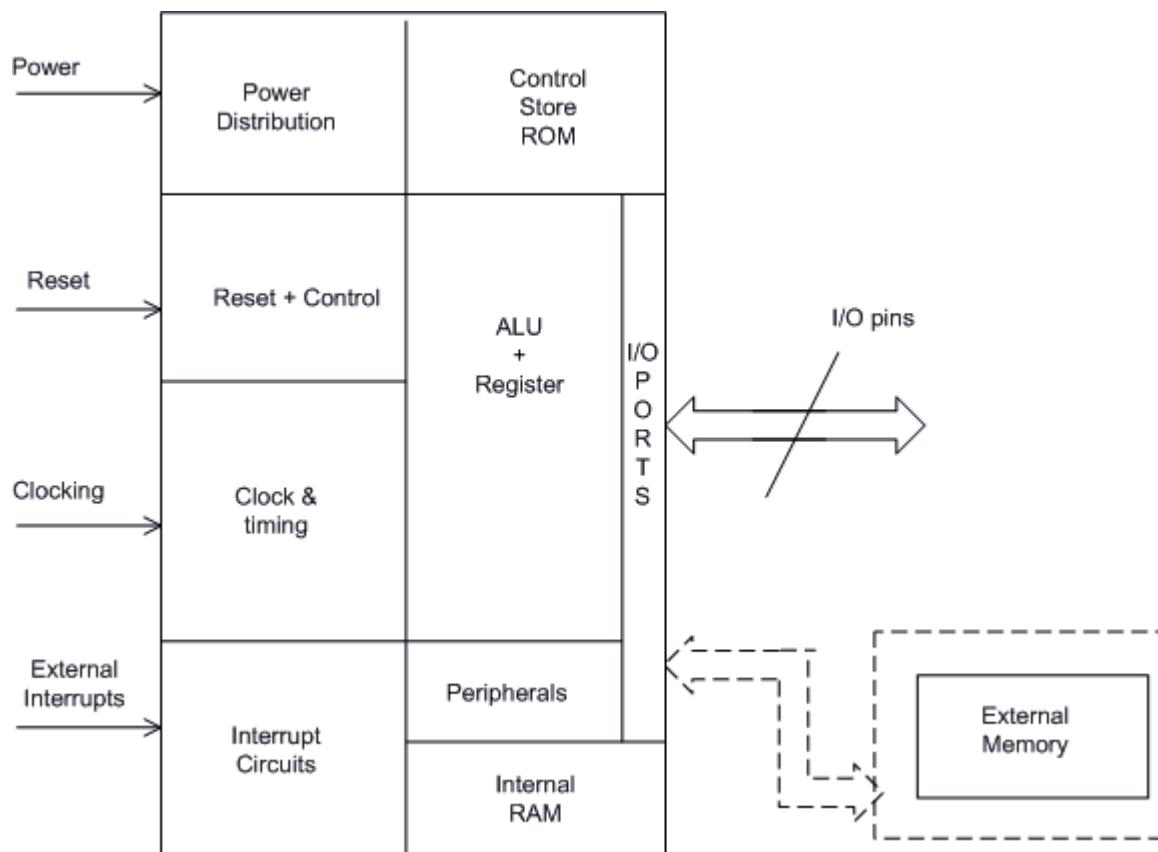 Power
Power
Distribution
Control
Store
ROM
Reset
Reset + Control
ALU
+
Register
I/O
P
O
R
T
S
I/O pins
Clocking
Clock &
timing
External
Interrupts
Interrupt
Circuits
Peripherals
Internal
RAM
External
Memory